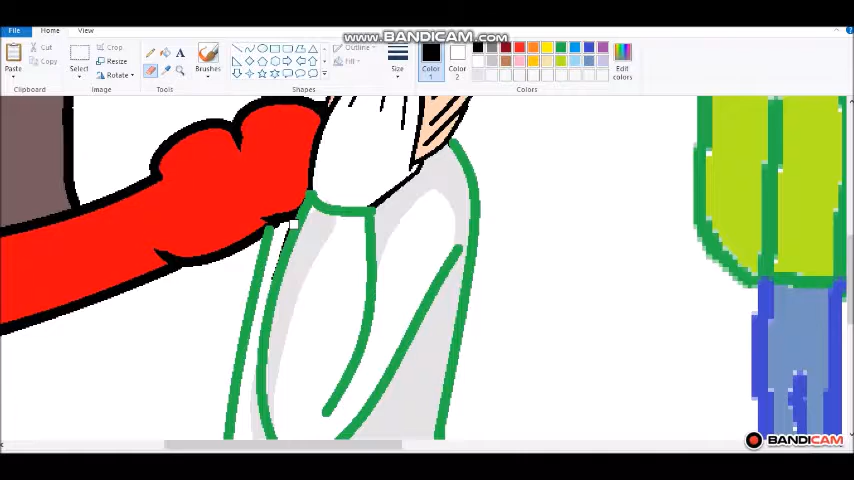 www.BANDICAM.com
File
Home
View
Paste
Cut
Copy
Clipboard
Select
Crop
Resize
Rotate
Image
A
Tools
Brushes
Outline
Fill
Shapes
Size
Color 1
Color 2
Edit colors
Colors
BANDICAM